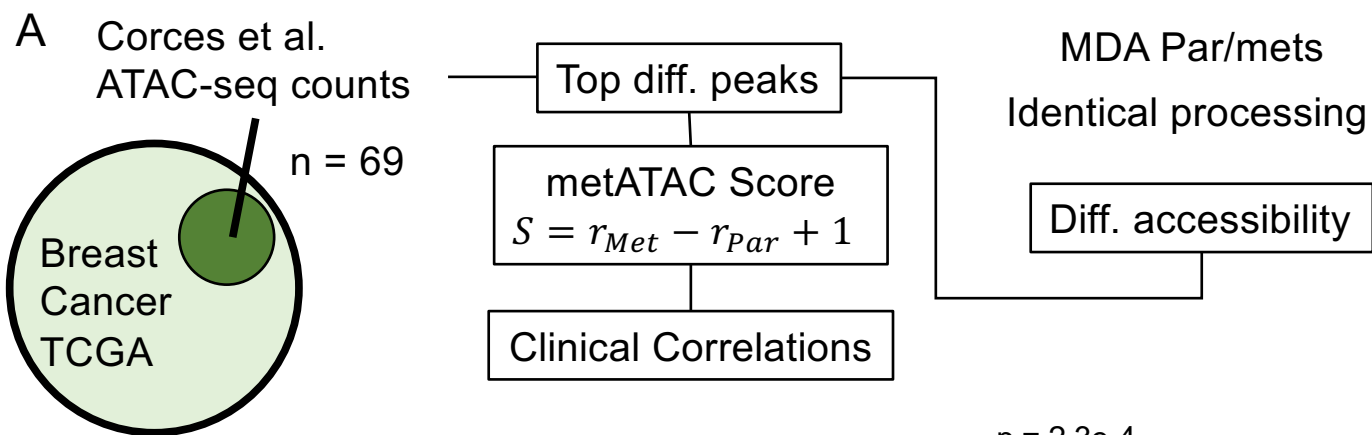 A
Corces et al.
ATAC-seq counts
n = 69
Breast
Cancer
TCGA
Top diff. peaks
metATAC Score
S = r_Met − r_Par + 1
Clinical Correlations
MDA Par/mets
Identical processing
Diff. accessibility